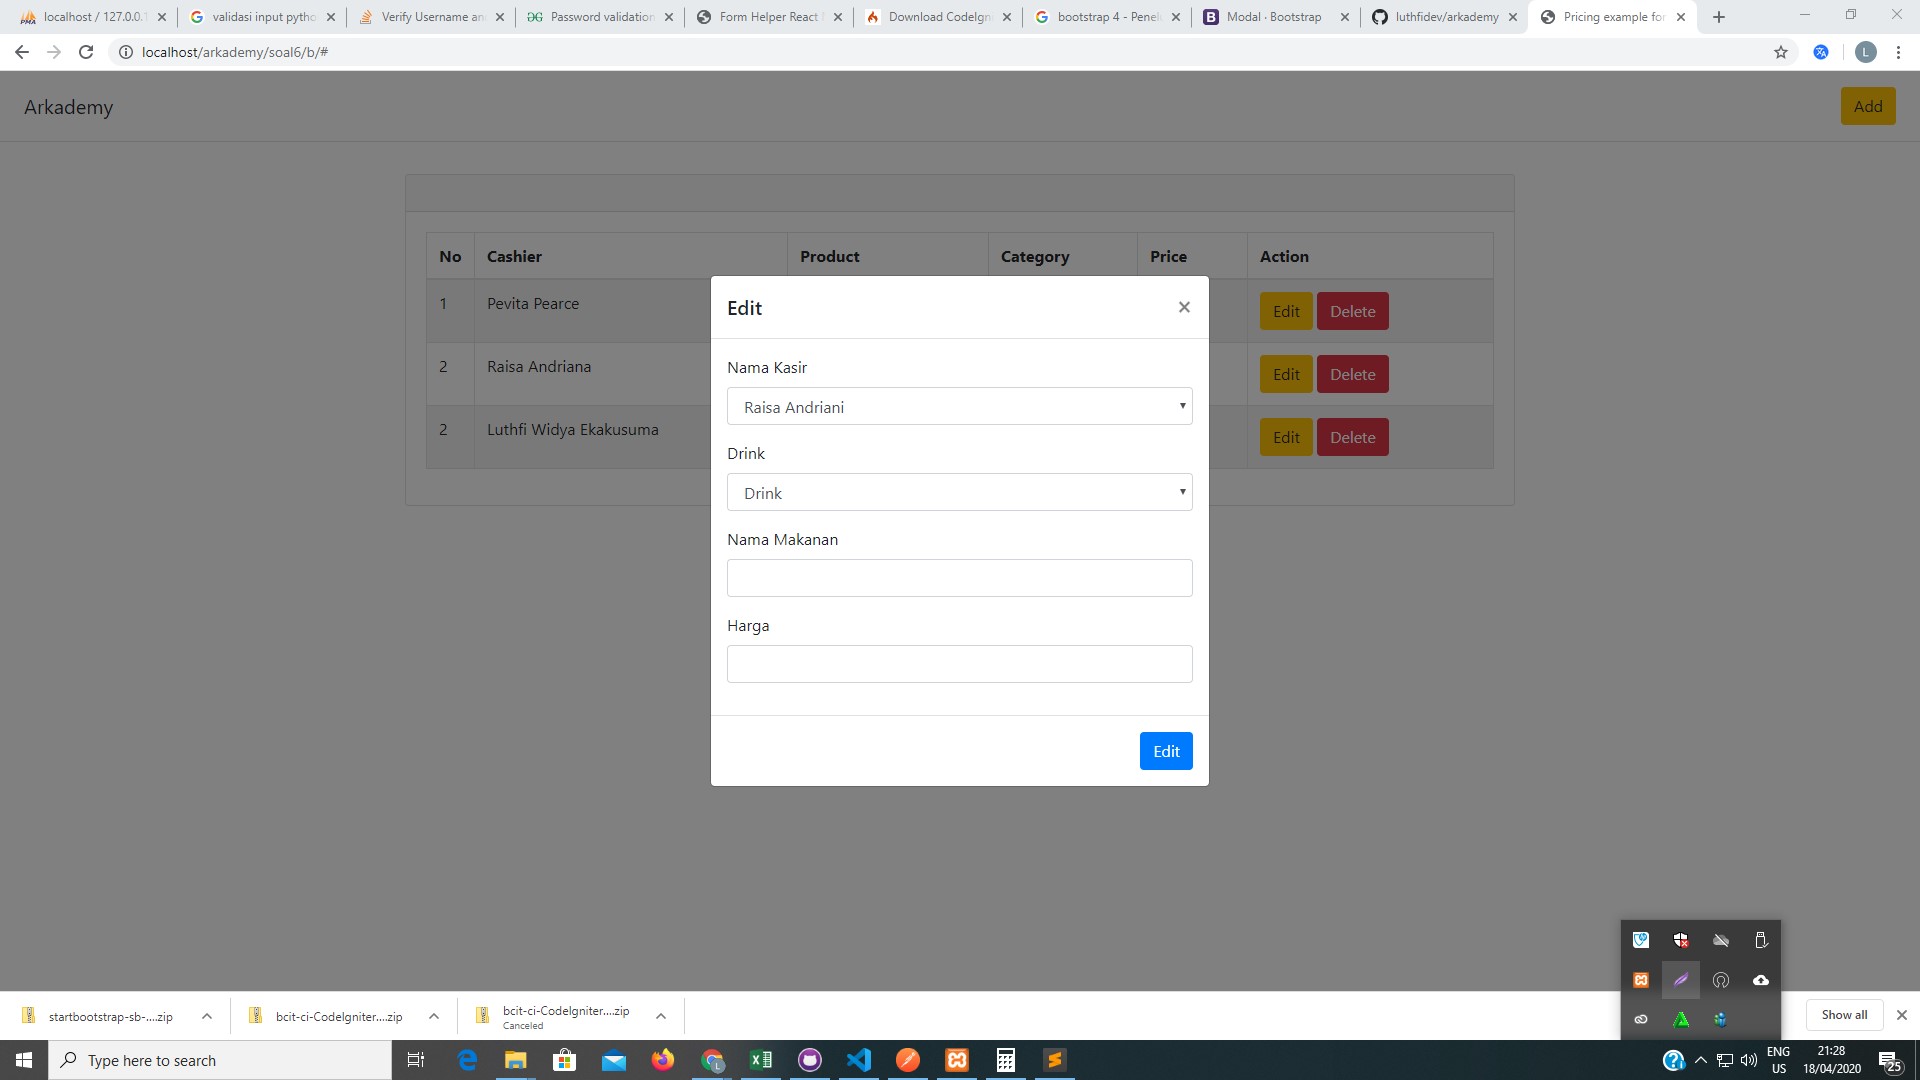 localhost / 127.0.0.1
validasi input pytho
Verify Username an
Password validation
Form Helper React
Download CodeIgni
bootstrap 4 - Penel
Modal · Bootstrap
luthfidev/arkademy
Pricing example for
localhost/arkademy/soal6/b/#
L
Arkademy
Add
No Cashier Product Category Price Action
1 Pevita Pearce Edit Delete
2 Raisa Andriana Edit Delete
2 Luthfi Widya Ekakusuma Edit Delete
Edit ×
Nama Kasir
Raisa Andriani
Drink
Drink
Nama Makanan
Harga
Edit
startbootstrap-sb-....zip
bcit-ci-CodeIgniter....zip
bcit-ci-CodeIgniter....zip
Canceled
Show all
Type here to search
ENG
US
21:28
18/04/2020
25